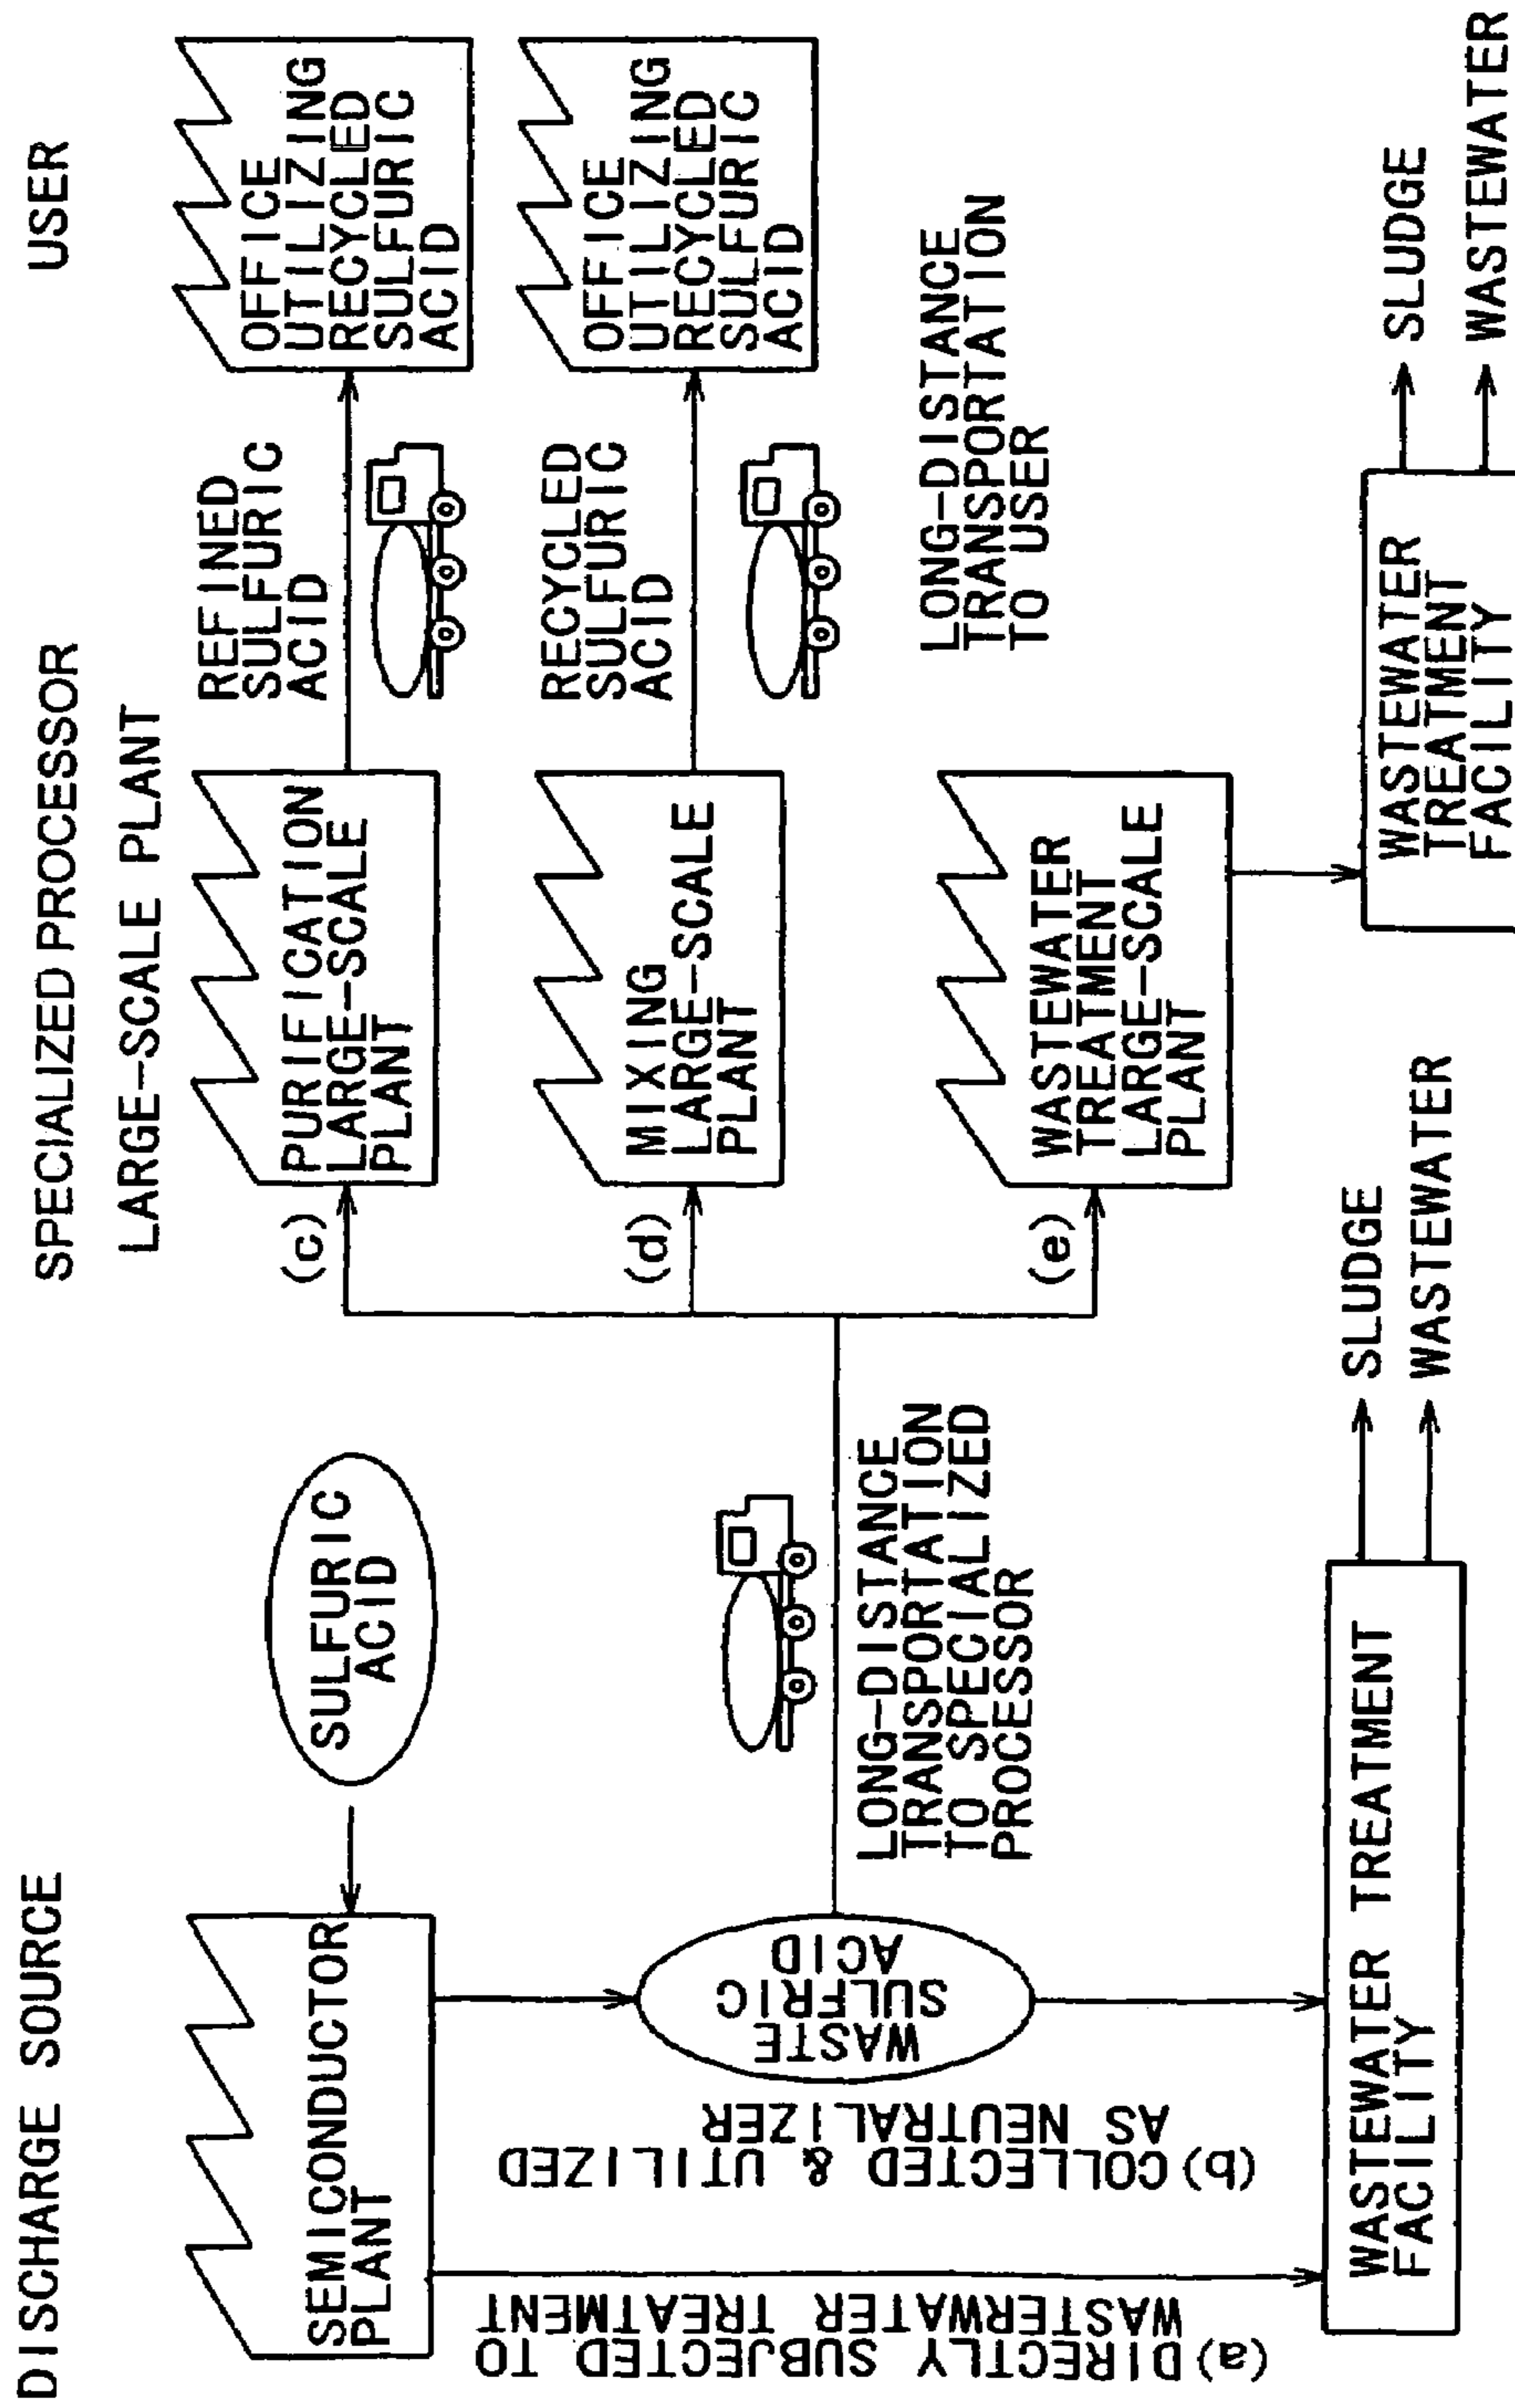 DISCHARGE SOURCE
SPECIALIZED PROCESSOR
LARGE-SCALE PLANT
USER
SEMICONDUCTOR
PLANT
SULFURIC
ACID
WASTE
SULFRIC
ACID
(a) DIRECTLY SUBJECTED TO
WASTERWATER TREATMENT
(b) COLLECTED & UTILIZED
AS NEUTRALIZER
WASTEWATER TREATMENT
FACILITY
SLUDGE
WASTEWATER
LONG-DISTANCE
TRANSPORTATION
TO SPECIALIZED
PROCESSOR
(c)
PURIFICATION
LARGE-SCALE
PLANT
REFINED
SULFURIC
ACID
OFFICE
UTILIZING
RECYCLED
SULFURIC
ACID
(d)
MIXING
LARGE-SCALE
PLANT
RECYCLED
SULFURIC
ACID
OFFICE
UTILIZING
RECYCLED
SULFURIC
ACID
LONG-DISTANCE
TRANSPORTATION
TO USER
(e)
WASTEWATER
TREATMENT
LARGE-SCALE
PLANT
WASTEWATER
TREATMENT
FACILITY
SLUDGE
WASTEWATER